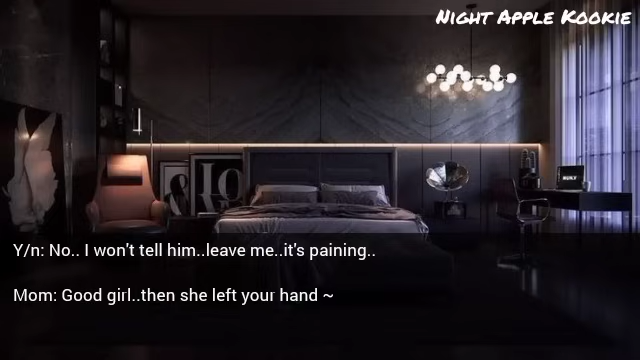 Night Apple Kookie
Y/n: No.. I won't tell him..leave me..it's paining..
Mom: Good girl..then she left your hand ~